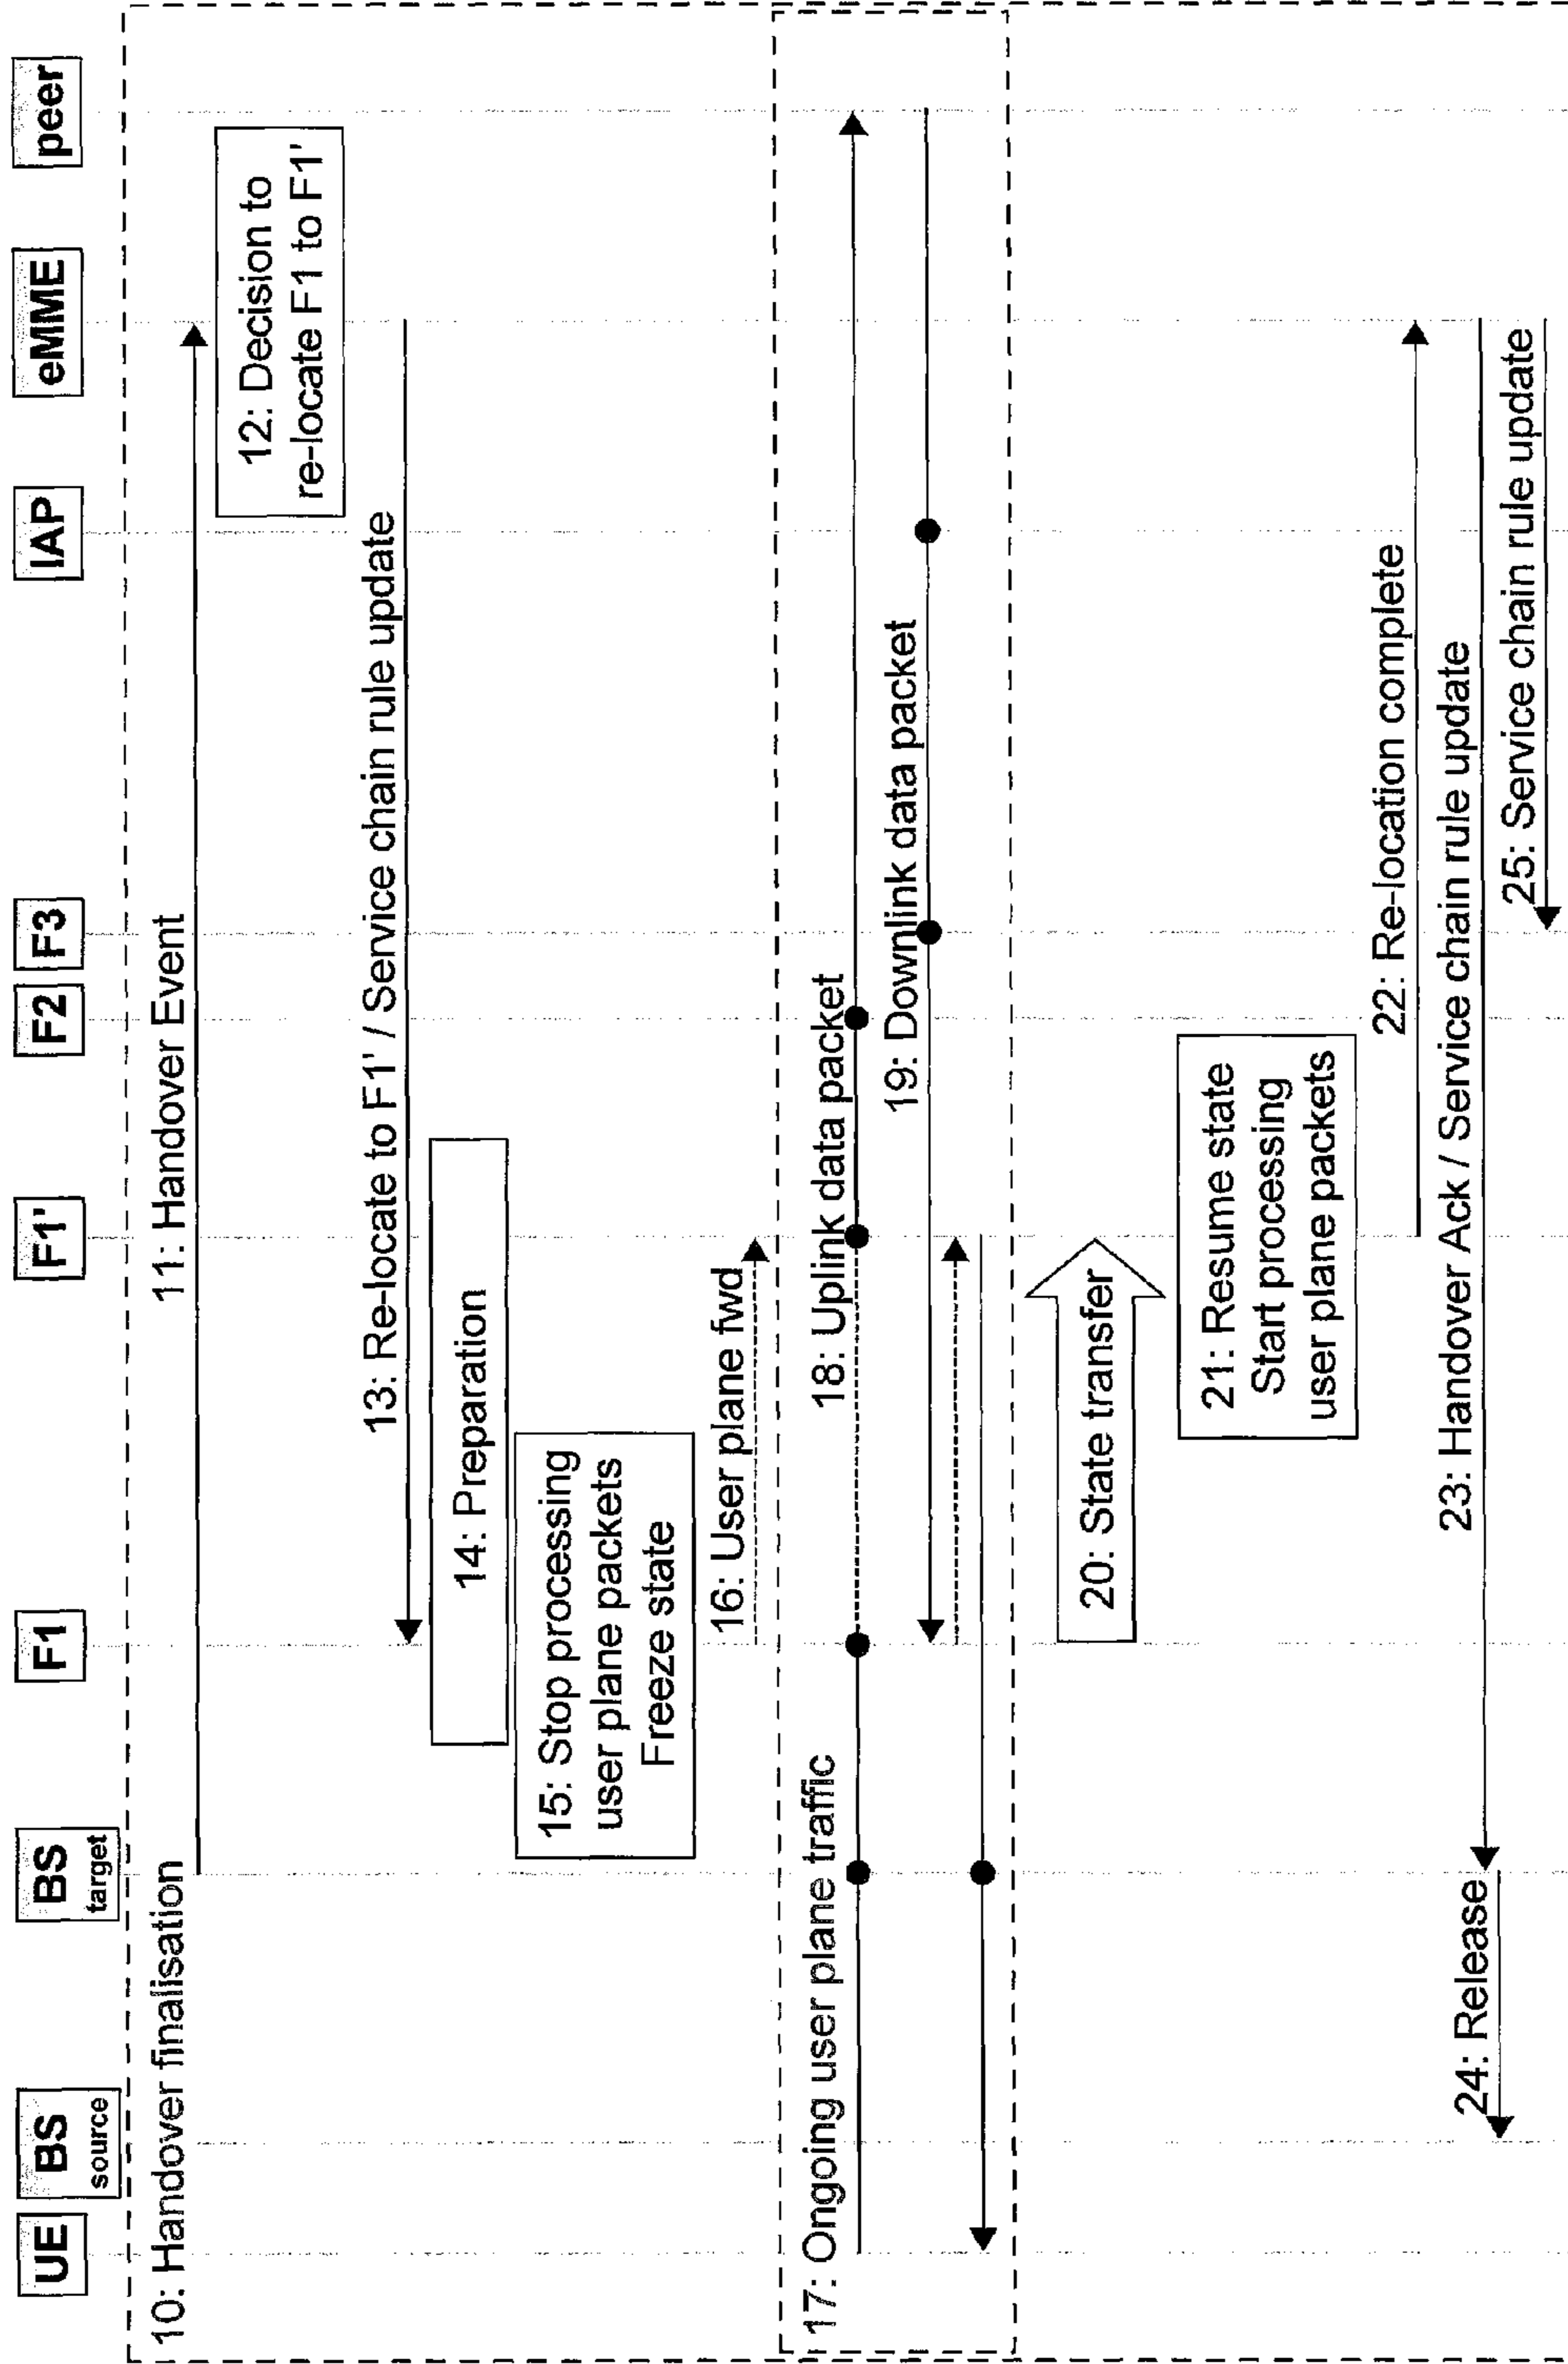 UE
BS
source
BS
target
F1
F1'
F2
F3
IAP
eMME
peer
10: Handover finalisation
11: Handover Event
12: Decision to
re-locate F1 to F1'
13: Re-locate to F1' / Service chain rule update
14: Preparation
15: Stop processing
user plane packets
Freeze state
16: User plane fwd
17: Ongoing user plane traffic
18: Uplink data packet
19: Downlink data packet
20: State transfer
21: Resume state
Start processing
user plane packets
22: Re-location complete
23: Handover Ack / Service chain rule update
24: Release
25: Service chain rule update